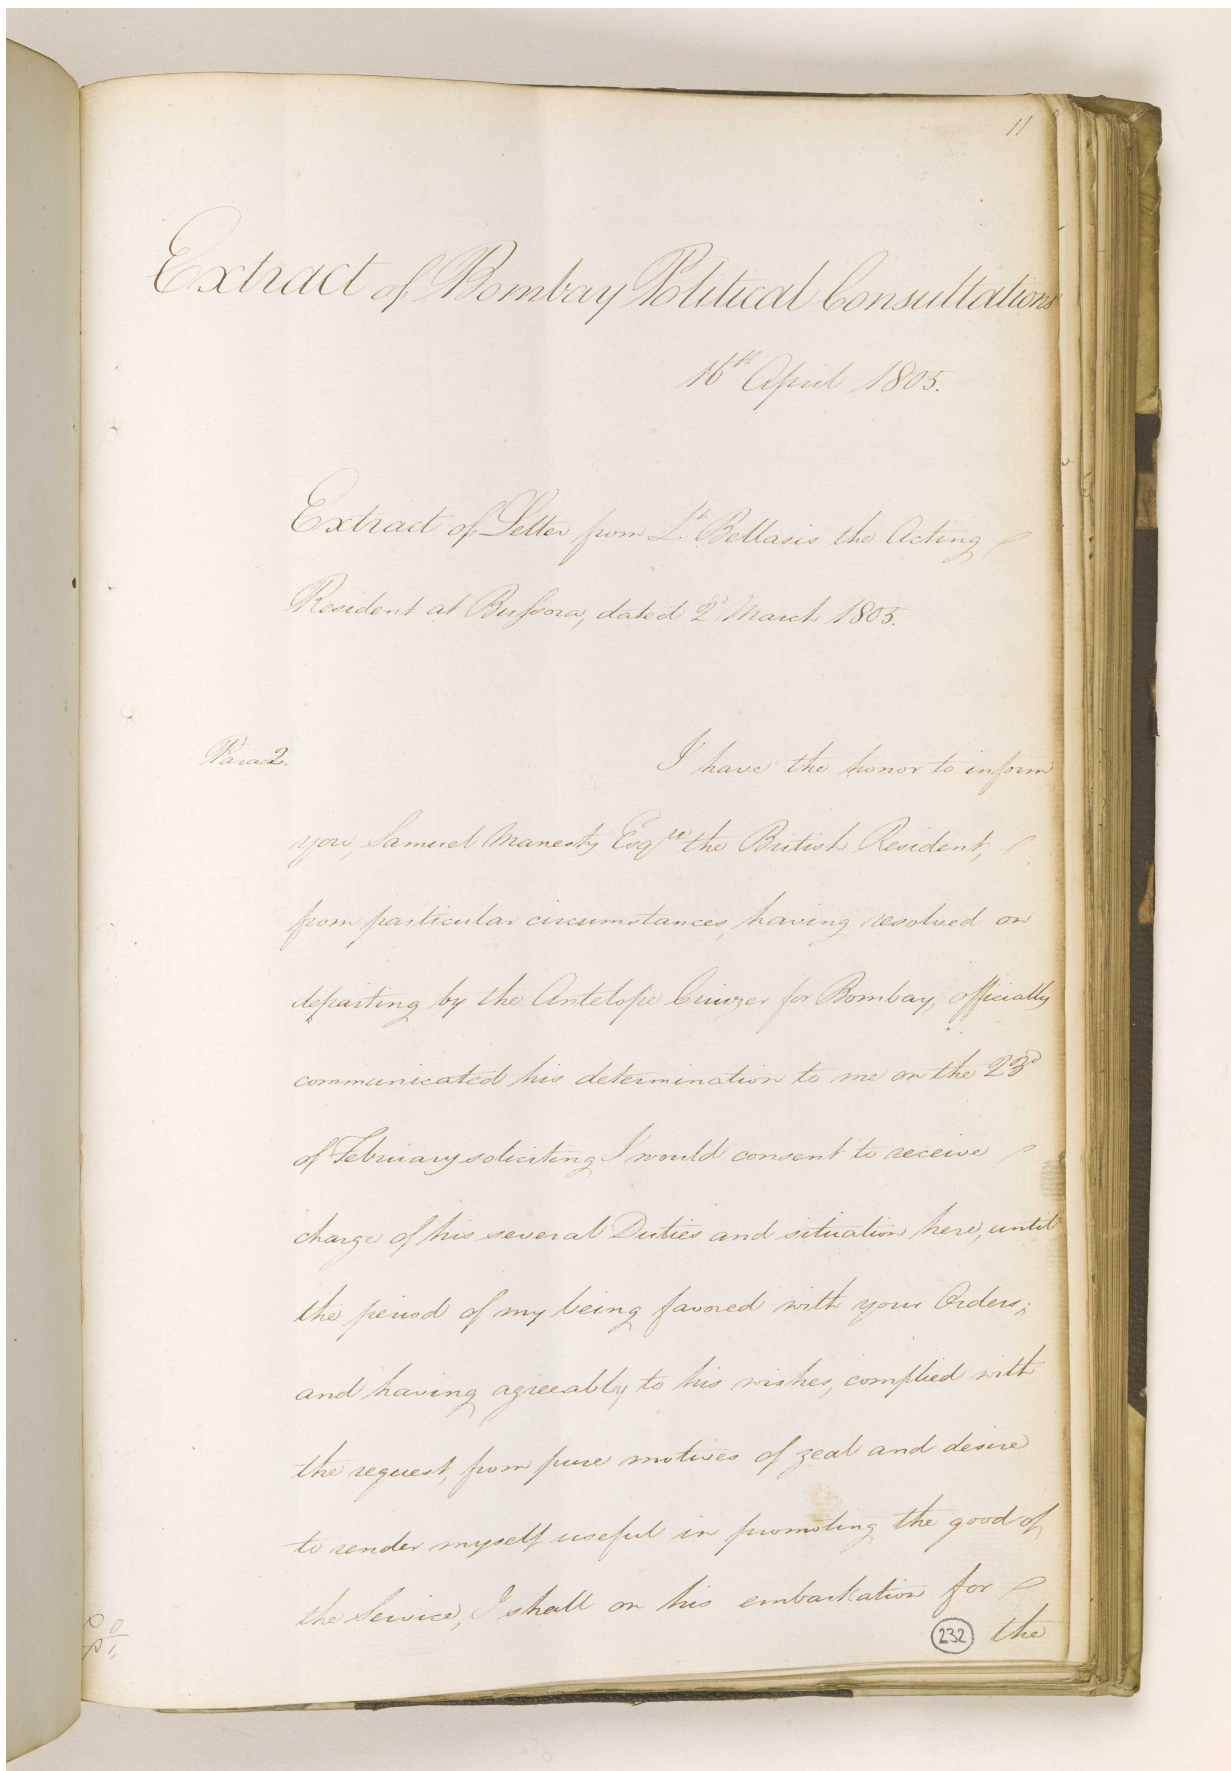 11
Extract of Bombay Political Consultations
16th April 1805.
Extract of Letter from Lt. Bellasis the Acting
Resident at Bussora, dated 2d March 1805.
Para 2.
I have the honor to inform
you, Samuel Manesty Esqre the British Resident,
from particular circumstances, having resolved on
departing by the Antelope Cruizer for Bombay, officially
communicated his determination to me on the 23d
of February soliciting I would consent to receive
charge of his several Duties and situation here, until
the period of my being favored with your Orders;
and having agreeably to his wishes, complied with
the request, from pure motives of zeal and desire
to render myself useful in promoting the good of
the Service, I shall on his embarkation for
232 the